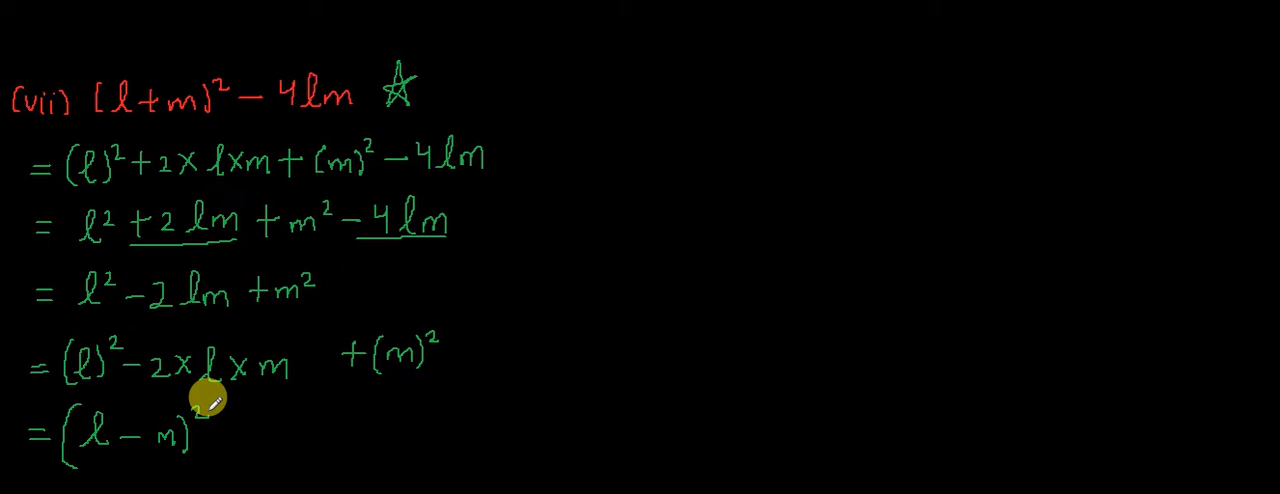 (vii) (l+m)² - 4lm ☆
= (l)² + 2 × l × m + (m)² - 4lm
= l² + 2lm + m² - 4lm
= l² - 2lm + m²
= (l)² - 2 × l × m + (m)²
= (l - m)²